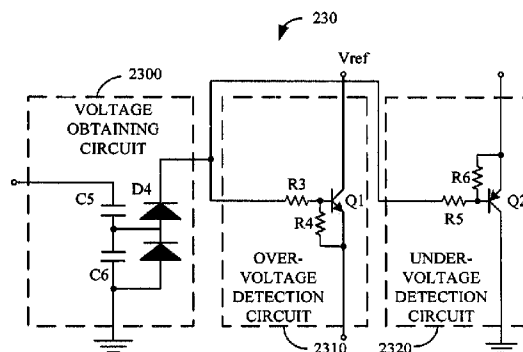 230
2300
Vref
VOLTAGE
OBTAINING
CIRCUIT
D4
C5
C6
R3
R4
Q1
R6
R5
Q2
OVER-
VOLTAGE
DETECTION
CIRCUIT
UNDER-
VOLTAGE
DETECTION
CIRCUIT
2310
2320